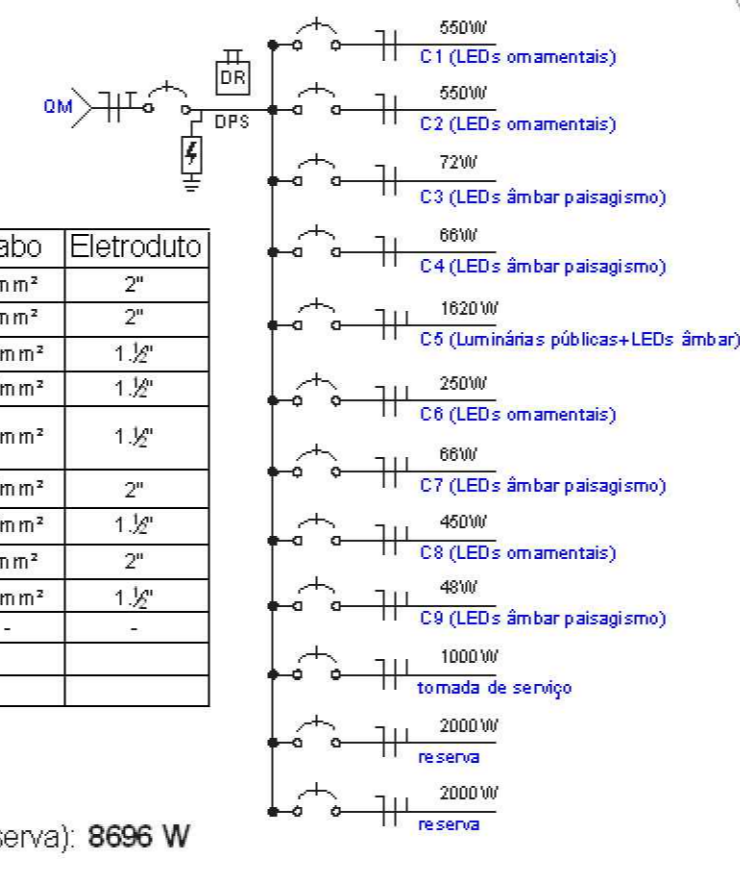 550W
C1 (LEDs ornamentais)
DR
QM
DPS
550W
C2 (LEDs ornamentais)
72W
C3 (LEDs âmbar paisagismo)
66W
C4 (LEDs âmbar paisagismo)
1620W
C5 (Luminárias públicas+LEDs âmbar)
250W
C6 (LEDs ornamentais)
66W
C7 (LEDs âmbar paisagismo)
450W
C8 (LEDs ornamentais)
48W
C9 (LEDs âmbar paisagismo)
1000W
tomada de serviço
2000W
reserva
2000W
reserva
abo Eletroduto
mm² 2"
mm² 2"
mm² 1.½"
mm² 1.½"
mm² 1.½"
mm² 2"
mm² 1.½"
mm² 2"
mm² 1.½"
- -
serva): 8696 W